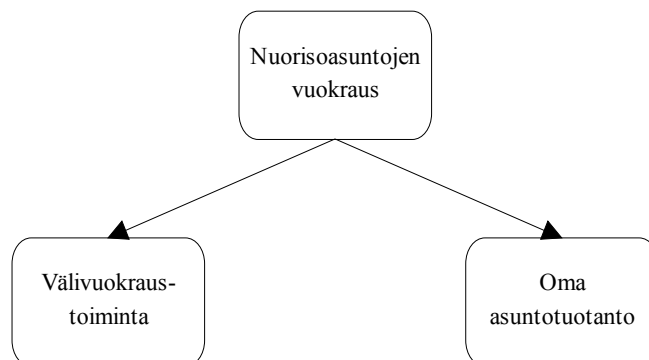 Nuorisoasuntojen
vuokraus
Välivuokraus-
toiminta
Oma
asuntotuotanto